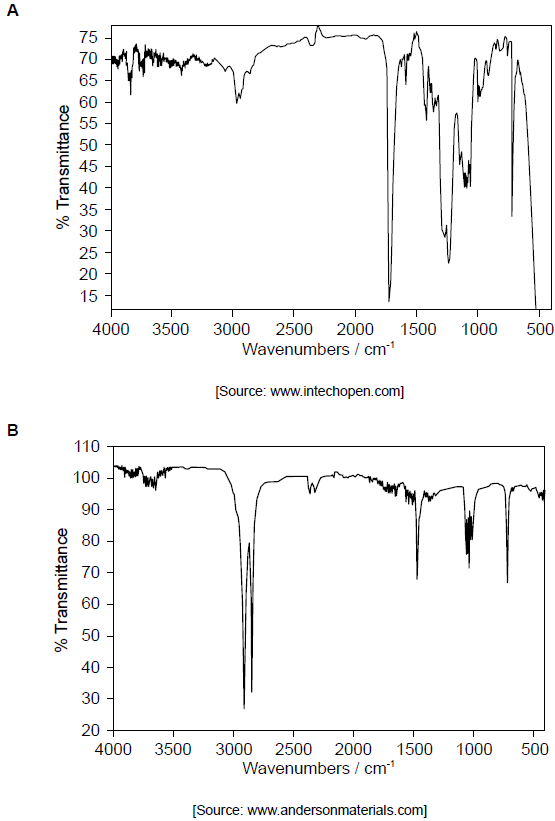 A
75
70
65
60
55
50
45
40
35
30
25
20
15
% Transmittance
4000 3500 3000 2500 2000 1500 1000 500
Wavenumbers / cm-1
[Source: www.intechopen.com]
B
110
100
90
80
70
60
50
40
30
20
% Transmittance
4000 3500 3000 2500 2000 1500 1000 500
Wavenumbers / cm-1
[Source: www.andersonmaterials.com]